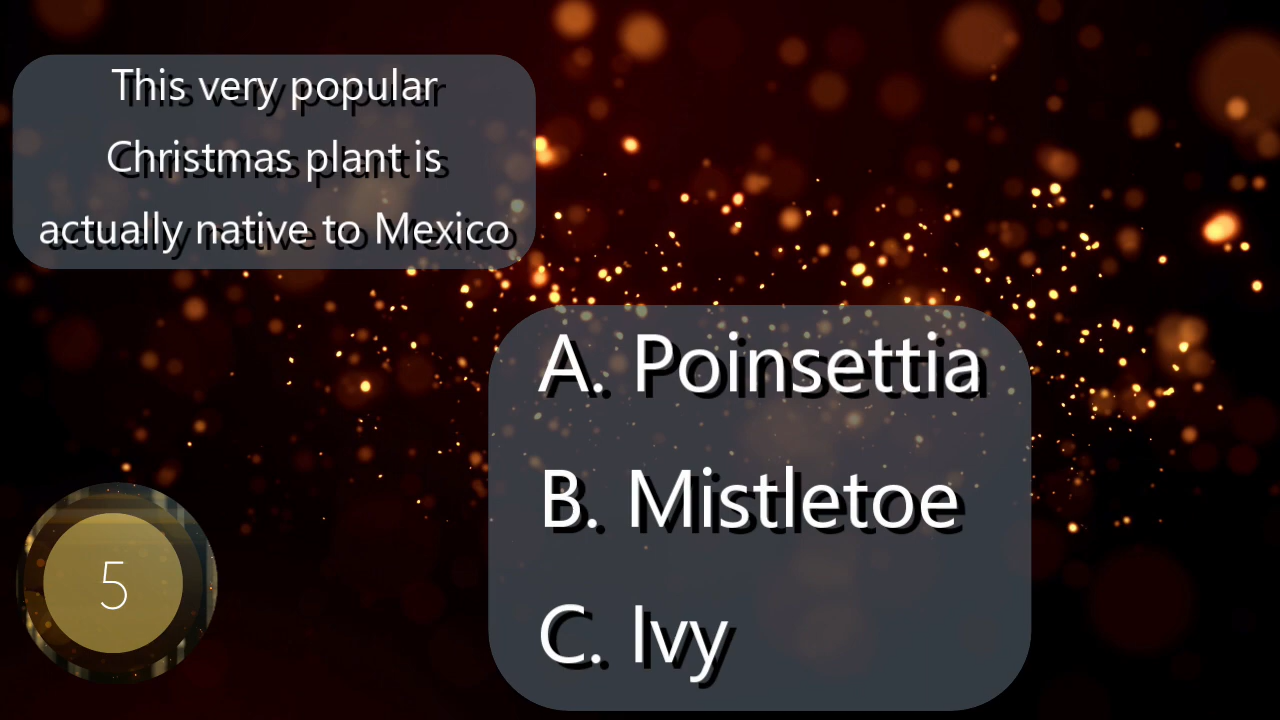 This very popular
Christmas plant is
actually native to Mexico
A. Poinsettia
B. Mistletoe
C. Ivy
5